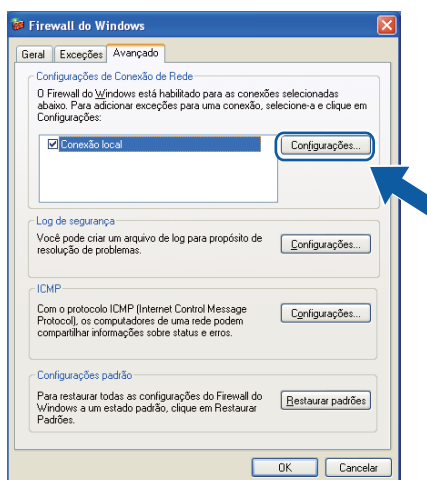 Firewall do Windows
Geral Exceções Avançado
Configurações de Conexão de Rede
O Firewall do Windows está habilitado para as conexões selecionadas
abaixo. Para adicionar exceções para uma conexão, selecione-a e clique em
Configurações:
Conexão local
Configurações...
Log de segurança
Você pode criar um arquivo de log para propósito de
resolução de problemas.
Configurações...
ICMP
Com o protocolo ICMP (Internet Control Message
Protocol), os computadores de uma rede podem
compartilhar informações sobre status e erros.
Configurações...
Configurações padrão
Para restaurar todas as configurações do Firewall do
Windows a um estado padrão, clique em Restaurar
Padrões.
Restaurar padrões
OK Cancelar